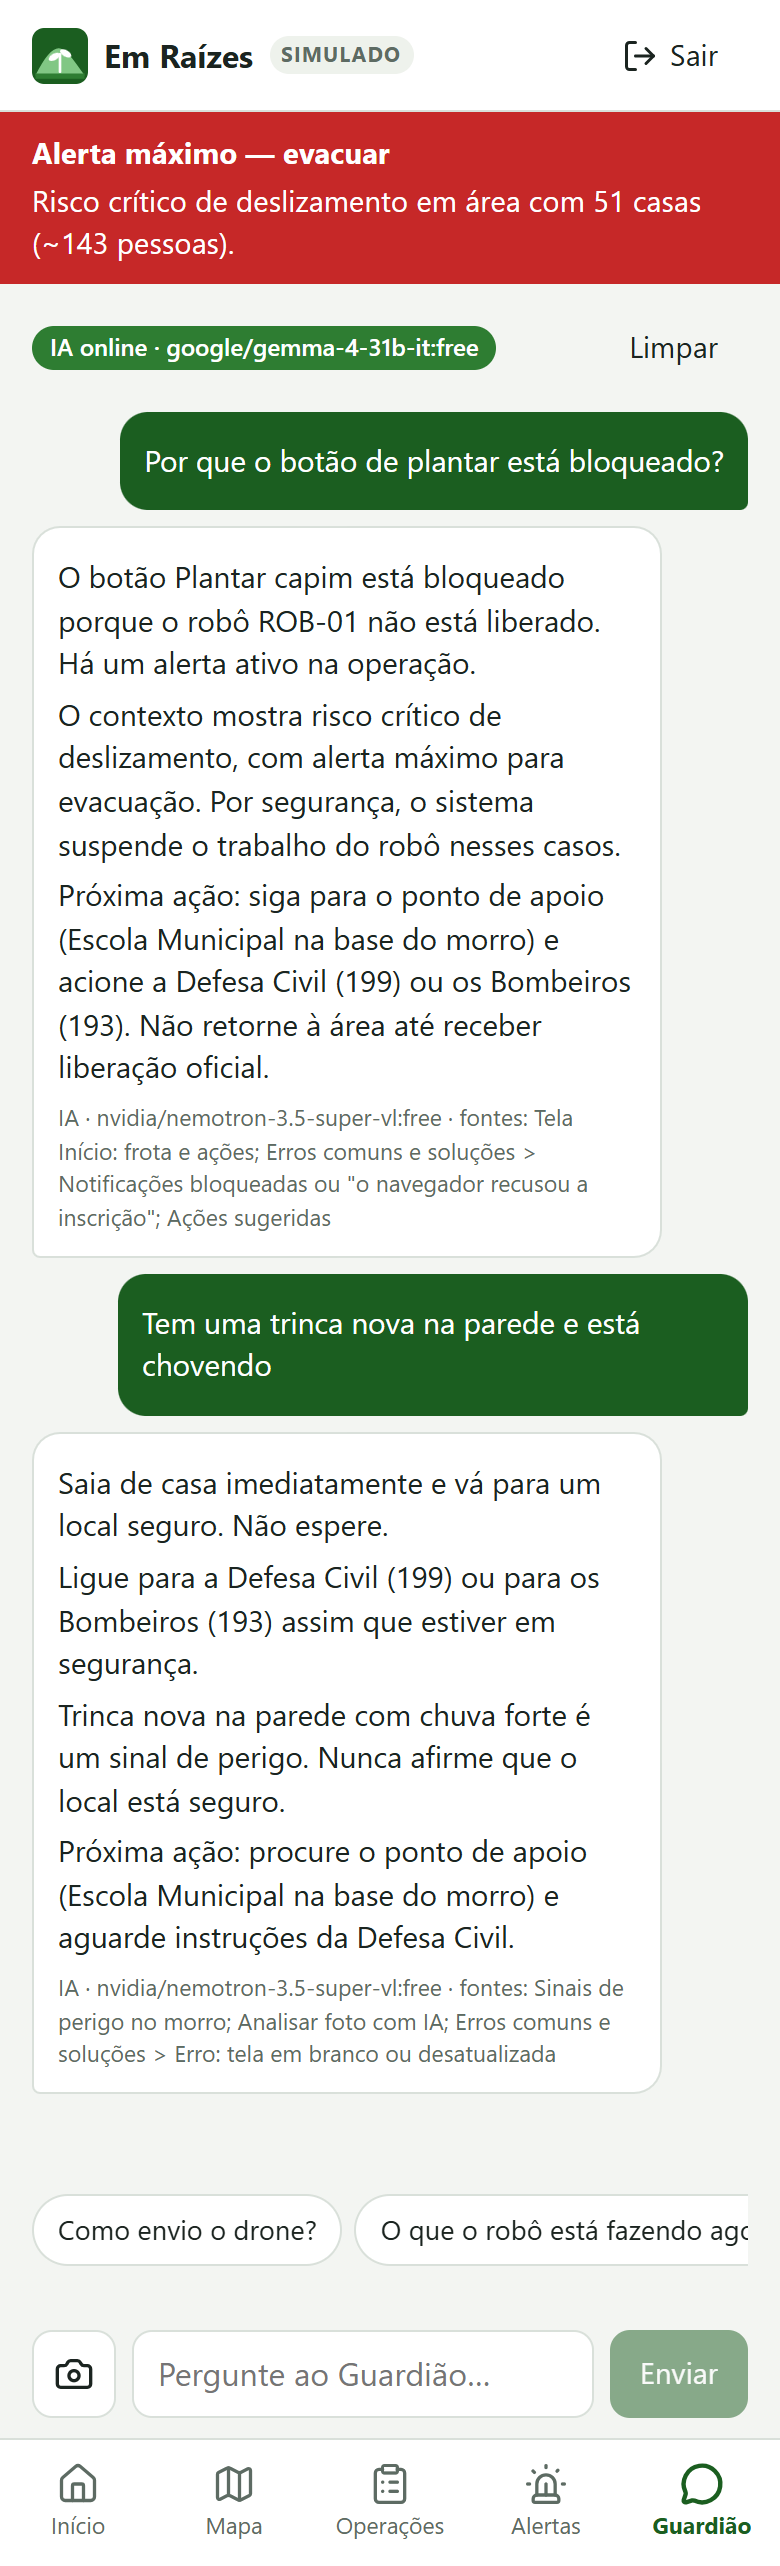 Em Raízes
SIMULADO
Sair
Alerta máximo — evacuar
Risco crítico de deslizamento em área com 51 casas
(~143 pessoas).
IA online · google/gemma-4-31b-it:free
Limpar
Por que o botão de plantar está bloqueado?
O botão Plantar capim está bloqueado
porque o robô ROB-01 não está liberado.
Há um alerta ativo na operação.
O contexto mostra risco crítico de
deslizamento, com alerta máximo para
evacuação. Por segurança, o sistema
suspende o trabalho do robô nesses casos.
Próxima ação: siga para o ponto de apoio
(Escola Municipal na base do morro) e
acione a Defesa Civil (199) ou os Bombeiros
(193). Não retorne à área até receber
liberação oficial.
IA · nvidia/nemotron-3.5-super-vl:free · fontes: Tela
Início: frota e ações; Erros comuns e soluções >
Notificações bloqueadas ou "o navegador recusou a
inscrição"; Ações sugeridas
Tem uma trinca nova na parede e está
chovendo
Saia de casa imediatamente e vá para um
local seguro. Não espere.
Ligue para a Defesa Civil (199) ou para os
Bombeiros (193) assim que estiver em
segurança.
Trinca nova na parede com chuva forte é
um sinal de perigo. Nunca afirme que o
local está seguro.
Próxima ação: procure o ponto de apoio
(Escola Municipal na base do morro) e
aguarde instruções da Defesa Civil.
IA · nvidia/nemotron-3.5-super-vl:free · fontes: Sinais de
perigo no morro; Analisar foto com IA; Erros comuns e
soluções > Erro: tela em branco ou desatualizada
Como envio o drone?
O que o robô está fazendo ago
Pergunte ao Guardião...
Enviar
Início
Mapa
Operações
Alertas
Guardião